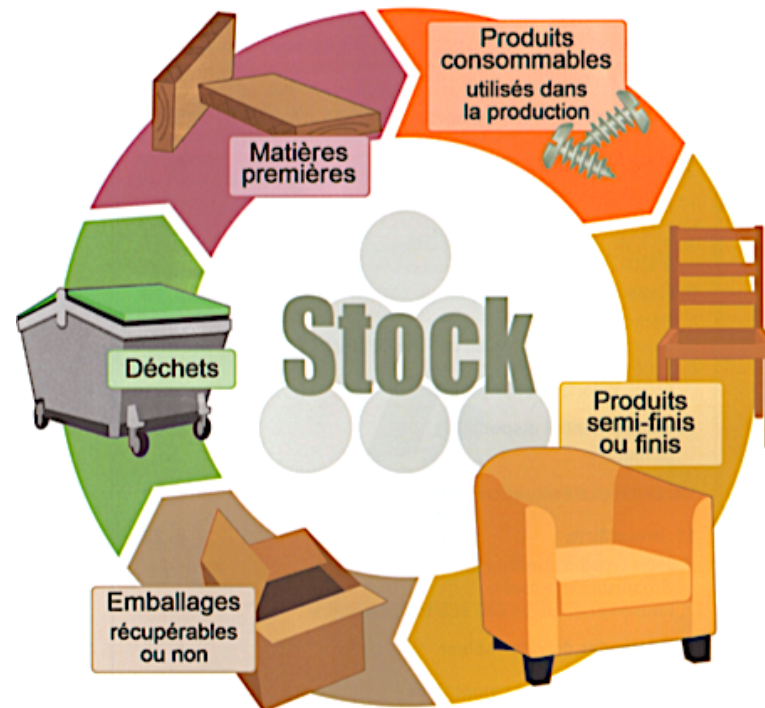 Produits
consommables
utilisés dans
la production
Matières
premières
Stock
Déchets
Produits
semi-finis
ou finis
Emballages
récupérables
ou non